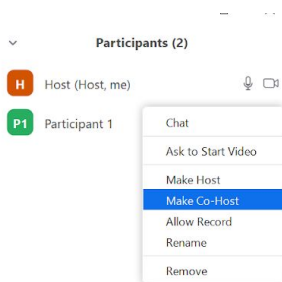 Participants (2)
H Host (Host, me)
P1 Participant 1
Chat
Ask to Start Video
Make Host
Make Co-Host
Allow Record
Rename
Remove